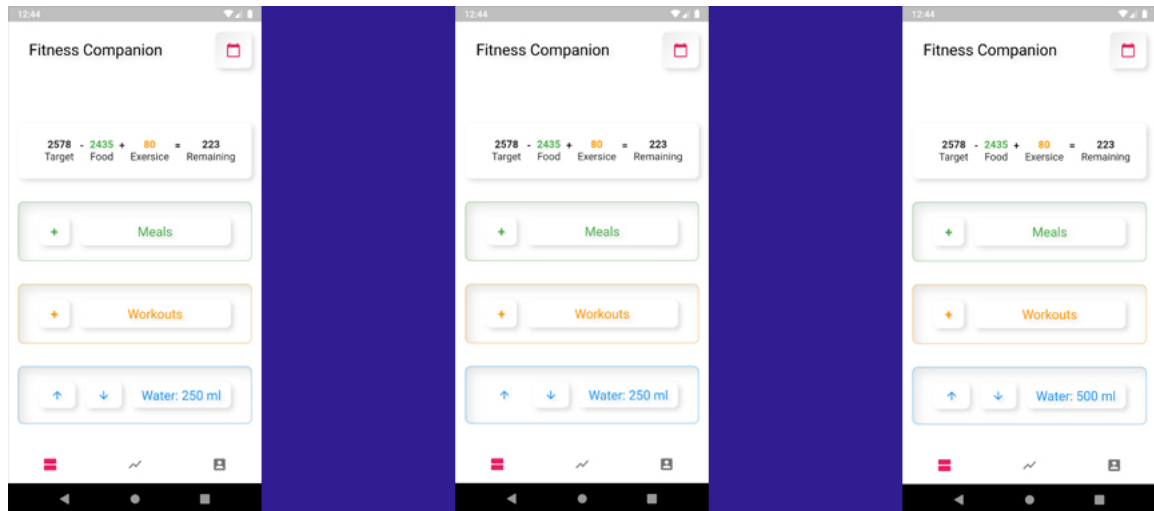 12:44
Fitness Companion
2578 - 2435 + 80 = 223
Target Food Exersice Remaining
+ Meals
+ Workouts
Water: 250 ml
12:44
Fitness Companion
2578 - 2435 + 80 = 223
Target Food Exersice Remaining
+ Meals
+ Workouts
Water: 250 ml
12:44
Fitness Companion
2578 - 2435 + 80 = 223
Target Food Exersice Remaining
+ Meals
+ Workouts
Water: 500 ml